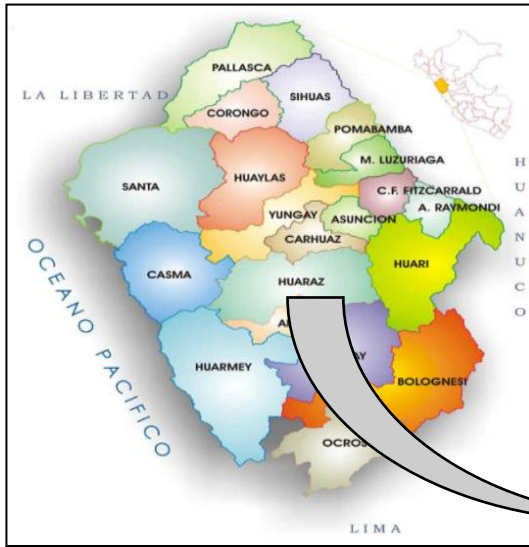 PALLASCA
LA LIBERTAD
SIHUAS
CORONGO
POMABAMBA
M. LUZURIAGA
HUAYLAS
SANTA
C.F. FITZCARRALD
A. RAYMONDI
YUNGAY
ASUNCION
CARHUAZ
HUANUCO
HUARI
CASMA
HUARAZ
OCEANO PACIFICO
HUARMEY
BOLOGNESI
OCROS
LIMA